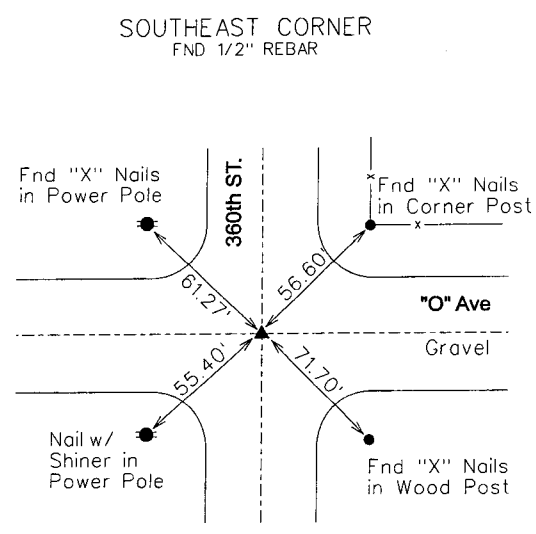 SOUTHEAST CORNER
FND 1/2" REBAR
Fnd "X" Nails
in Power Pole
360th ST.
x
Fnd "X" Nails
in Corner Post
x
61.27'
56.60'
"O" Ave
Gravel
55.40'
71.70'
Nail w/
Shiner in
Power Pole
Fnd "X" Nails
in Wood Post